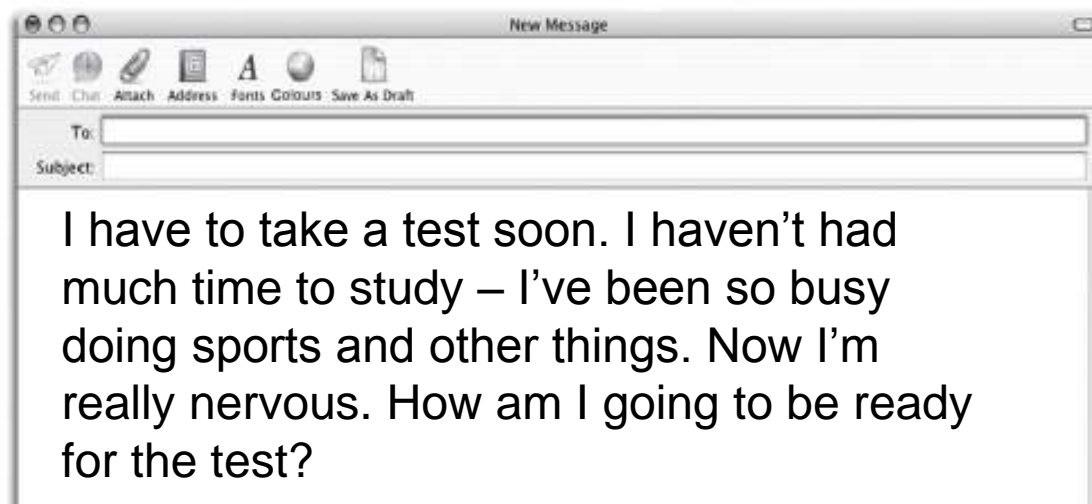 New Message
Send Chat Attach Address Fonts Colours Save As Draft
To:
Subject:
I have to take a test soon. I haven’t had
much time to study – I’ve been so busy
doing sports and other things. Now I’m
really nervous. How am I going to be ready
for the test?